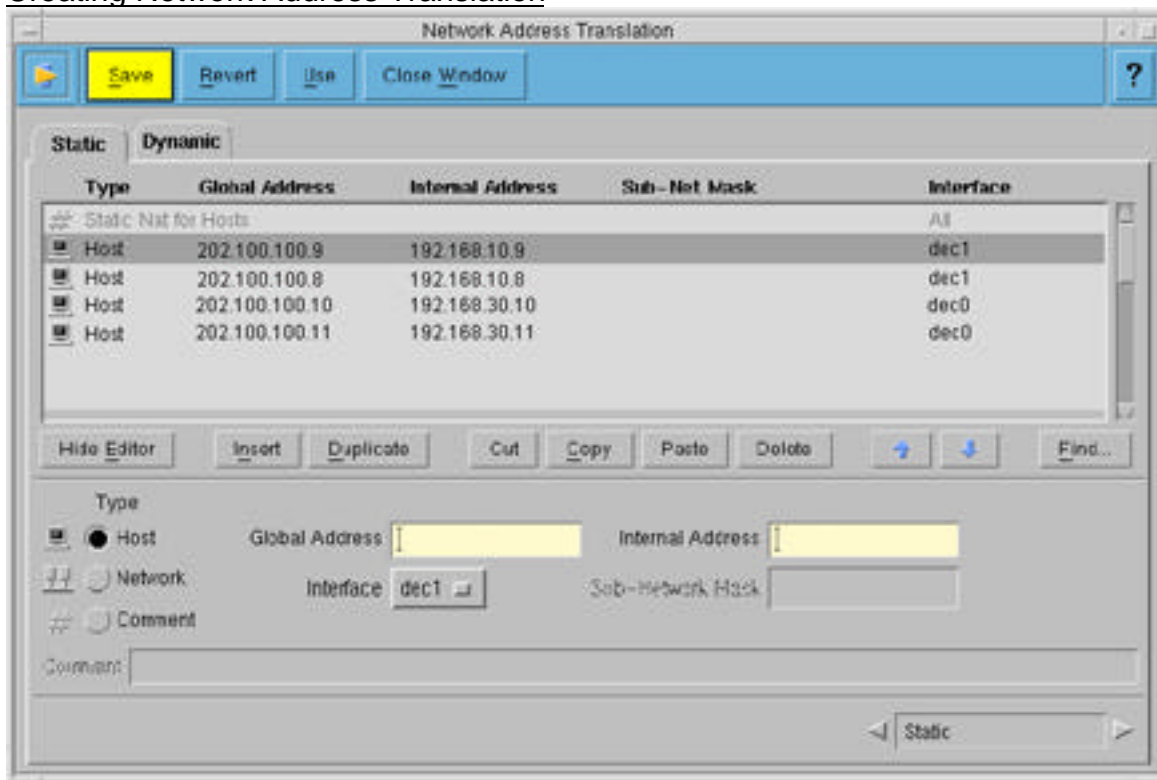 Creating Network Address Translation
Network Address Translation
Save Revert Use Close Window ?
Static Dynamic
Type Global Address Internal Address Sub-Net Mask Interface
Static Nat for Hosts All
Host 202.100.100.9 192.168.10.9 dec1
Host 202.100.100.8 192.168.10.8 dec1
Host 202.100.100.10 192.168.30.10 dec0
Host 202.100.100.11 192.168.30.11 dec0
Hide Editor Insert Duplicate Cut Copy Paste Delete Find...
Type
Host Global Address Internal Address
Network Interface dec1 Sub-Network Mask
Comment
Comment
Static